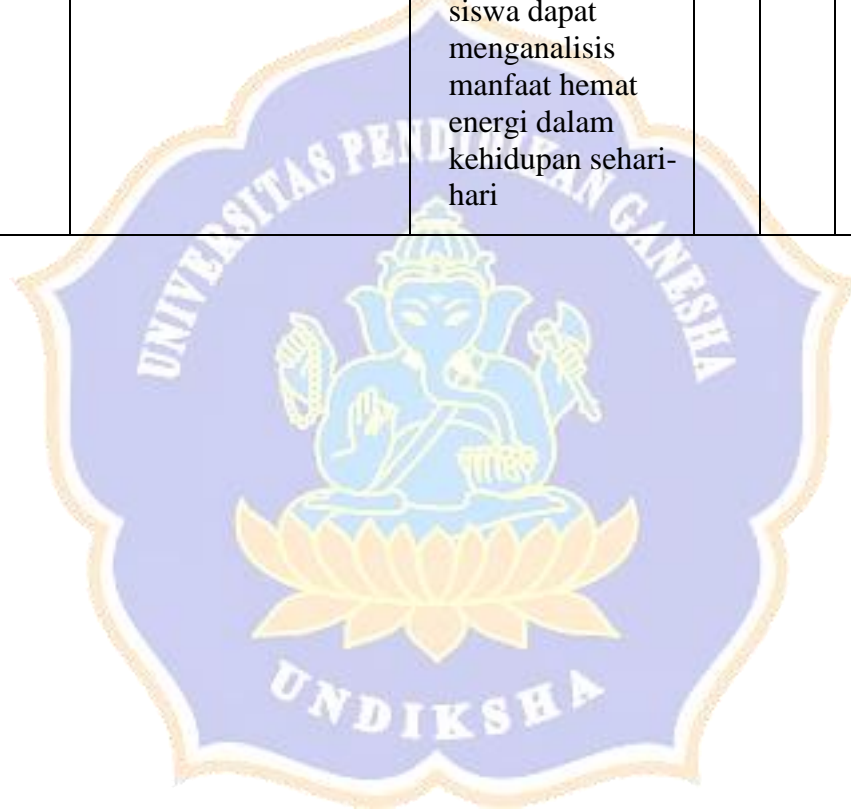 siswa dapat
menganalisis
manfaat hemat
energi dalam
kehidupan sehari-
hari
UNIVERSITAS PENDIDIKAN GANESHA
UNDIKSHA